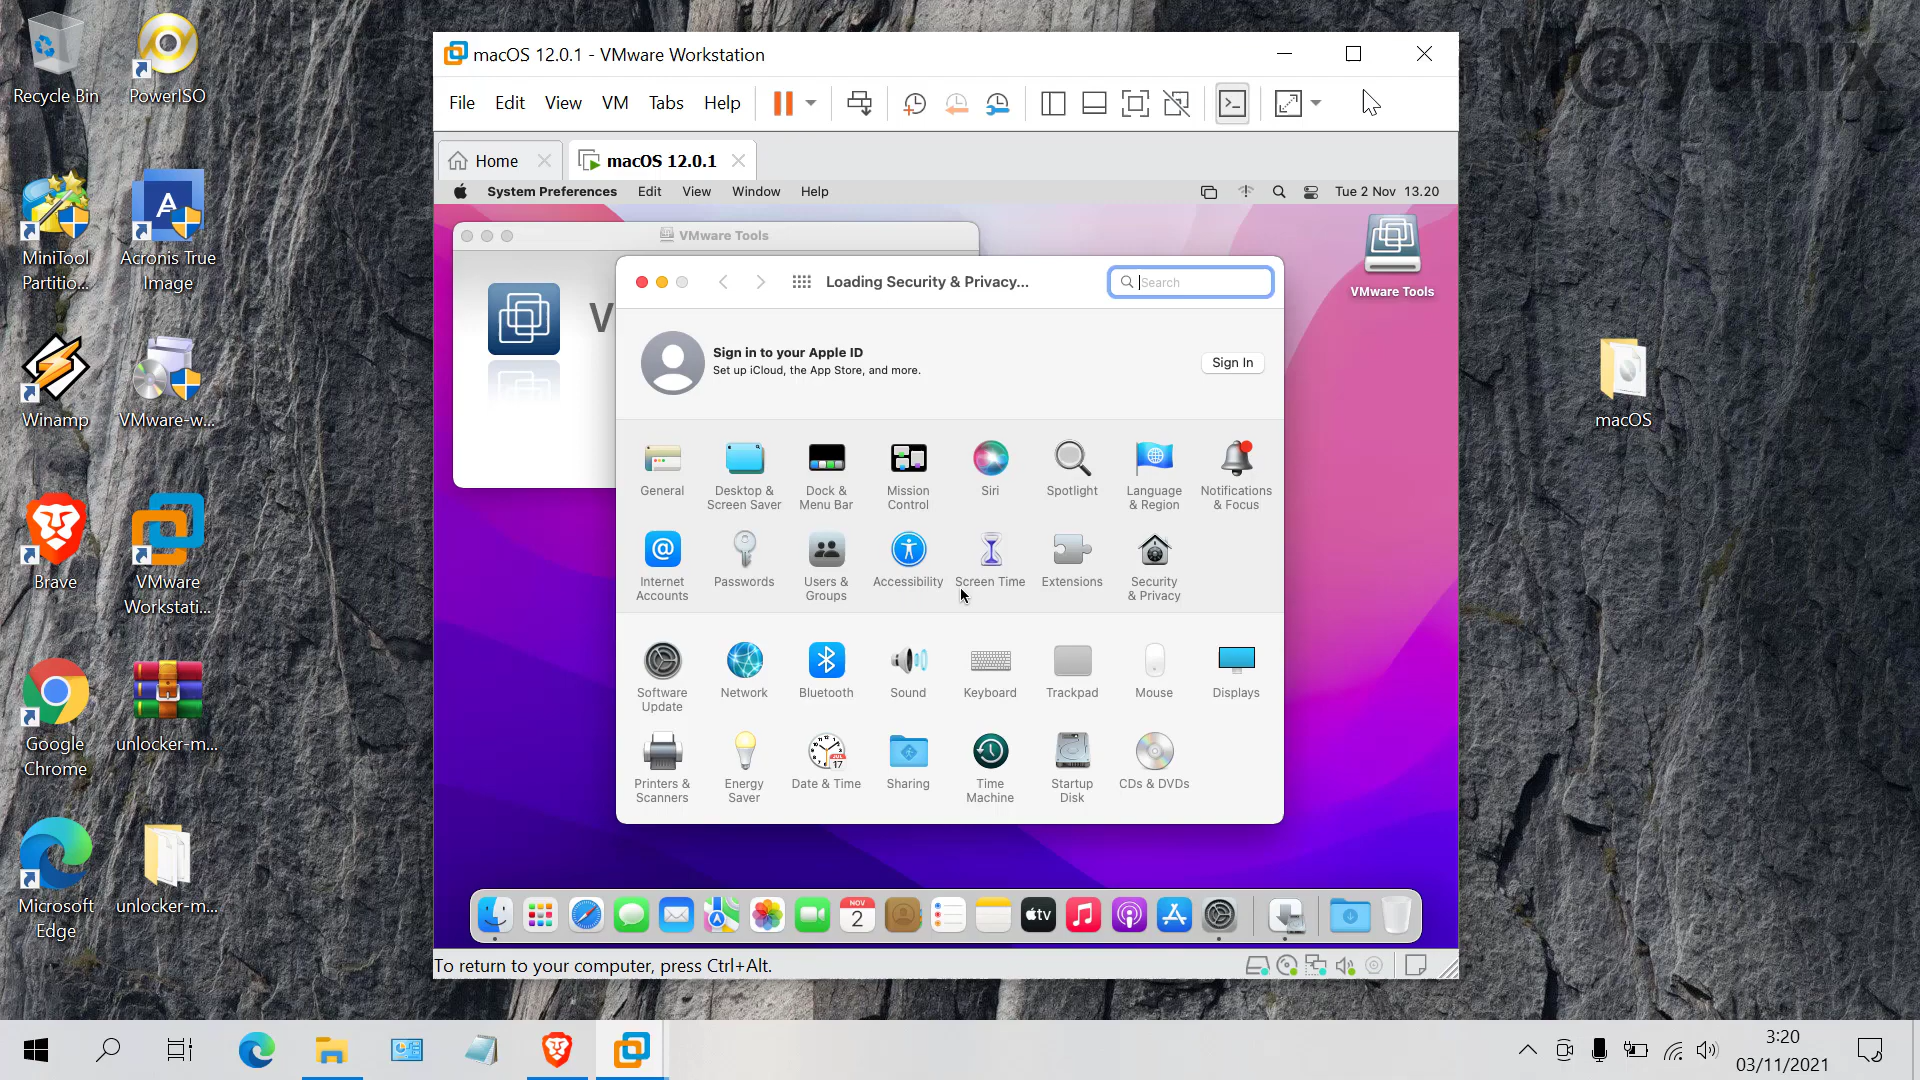 M@yunix
Recycle Bin
PowerISO
MiniTool
Partitio...
Acronis True
Image
Winamp
VMware-w...
Brave
VMware
Workstati...
Google
Chrome
unlocker-m...
Microsoft
Edge
unlocker-m...
macOS
macOS 12.0.1 - VMware Workstation
File Edit View VM Tabs Help
Home
macOS 12.0.1
System Preferences Edit View Window Help
Tue 2 Nov 13.20
VMware Tools
V
VMware Tools
Loading Security & Privacy...
Search
Sign in to your Apple ID
Set up iCloud, the App Store, and more.
Sign In
General
Desktop &
Screen Saver
Dock &
Menu Bar
Mission
Control
Siri
Spotlight
Language
& Region
Notifications
& Focus
Internet
Accounts
Passwords
Users &
Groups
Accessibility
Screen Time
Extensions
Security
& Privacy
Software
Update
Network
Bluetooth
Sound
Keyboard
Trackpad
Mouse
Displays
Printers &
Scanners
Energy
Saver
JUL
17
Date & Time
Sharing
Time
Machine
Startup
Disk
CDs & DVDs
NOV
2
tv
To return to your computer, press Ctrl+Alt.
3:20
03/11/2021